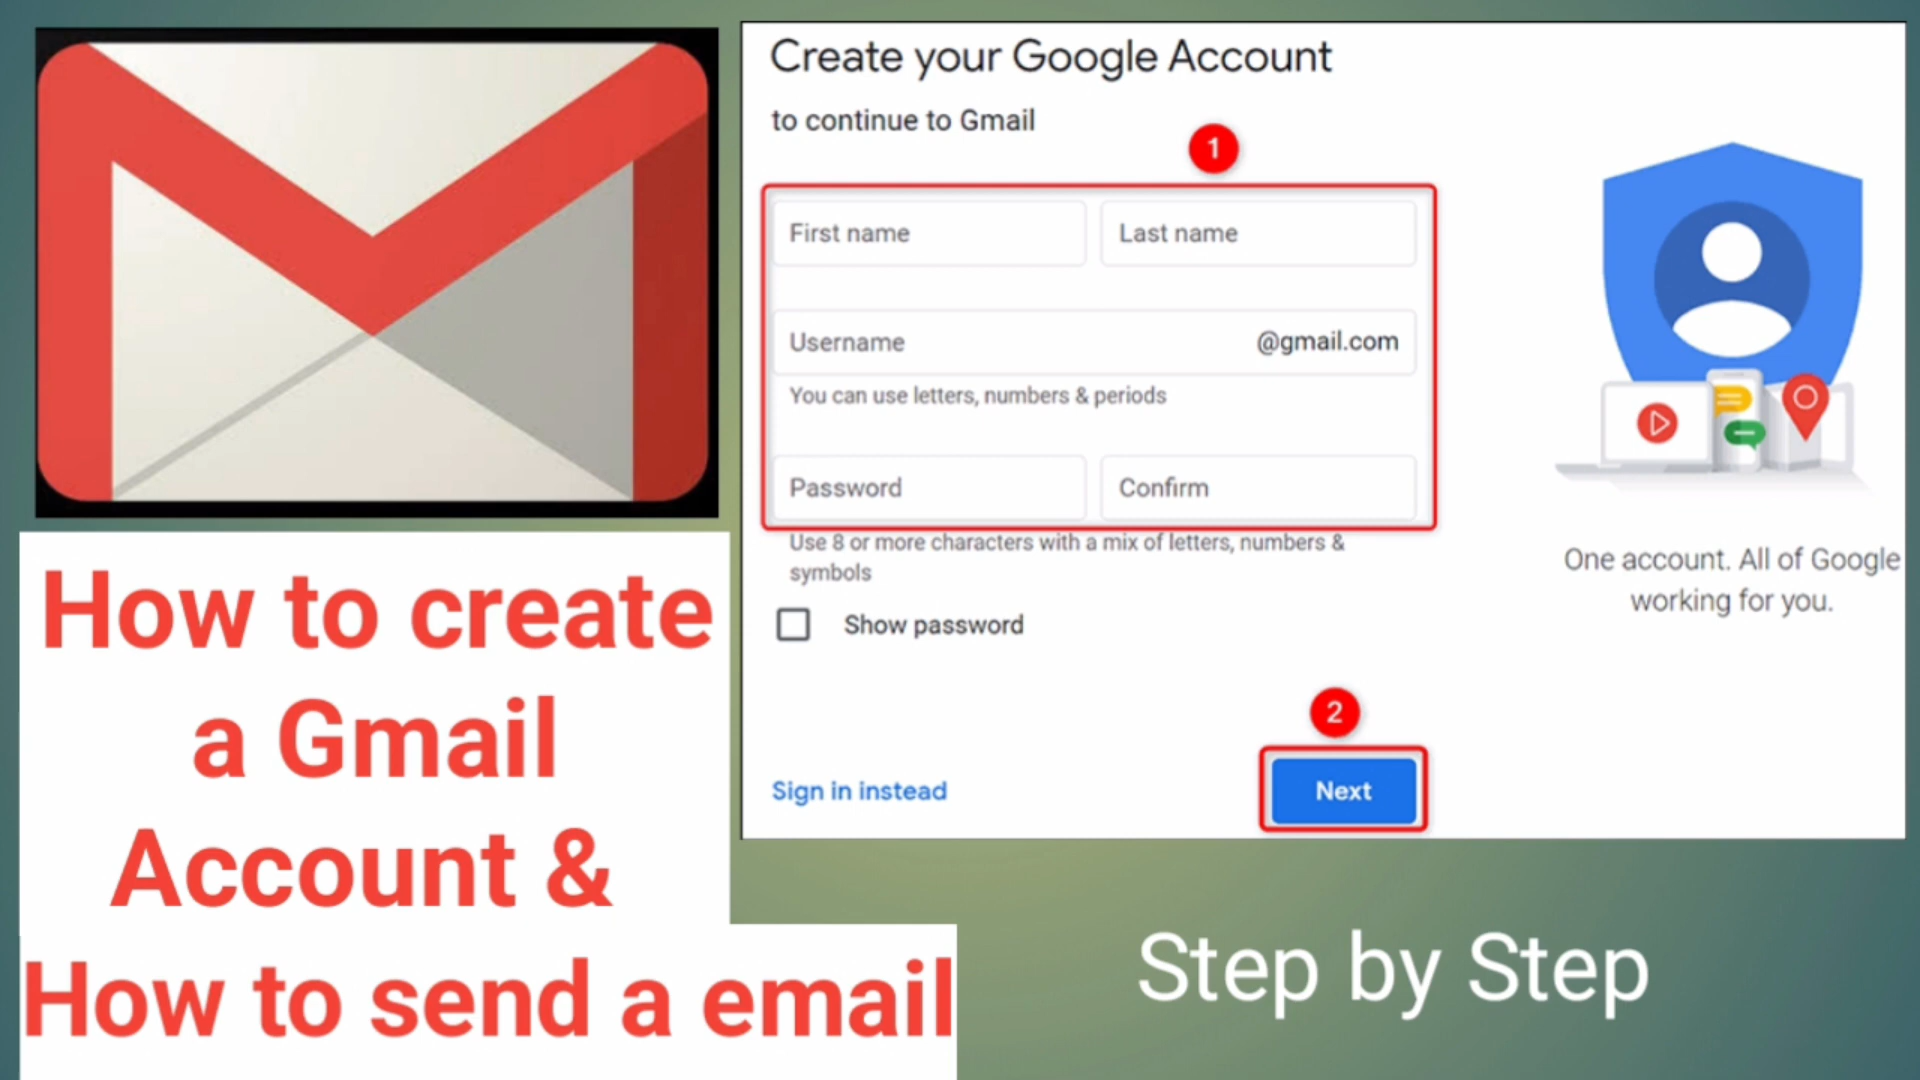 How to create
a Gmail
Account &
How to send a email
Create your Google Account
to continue to Gmail
1
First name
Last name
Username
@gmail.com
You can use letters, numbers & periods
Password
Confirm
Use 8 or more characters with a mix of letters, numbers &
symbols
Show password
2
Sign in instead
Next
One account. All of Google
working for you.
Step by Step